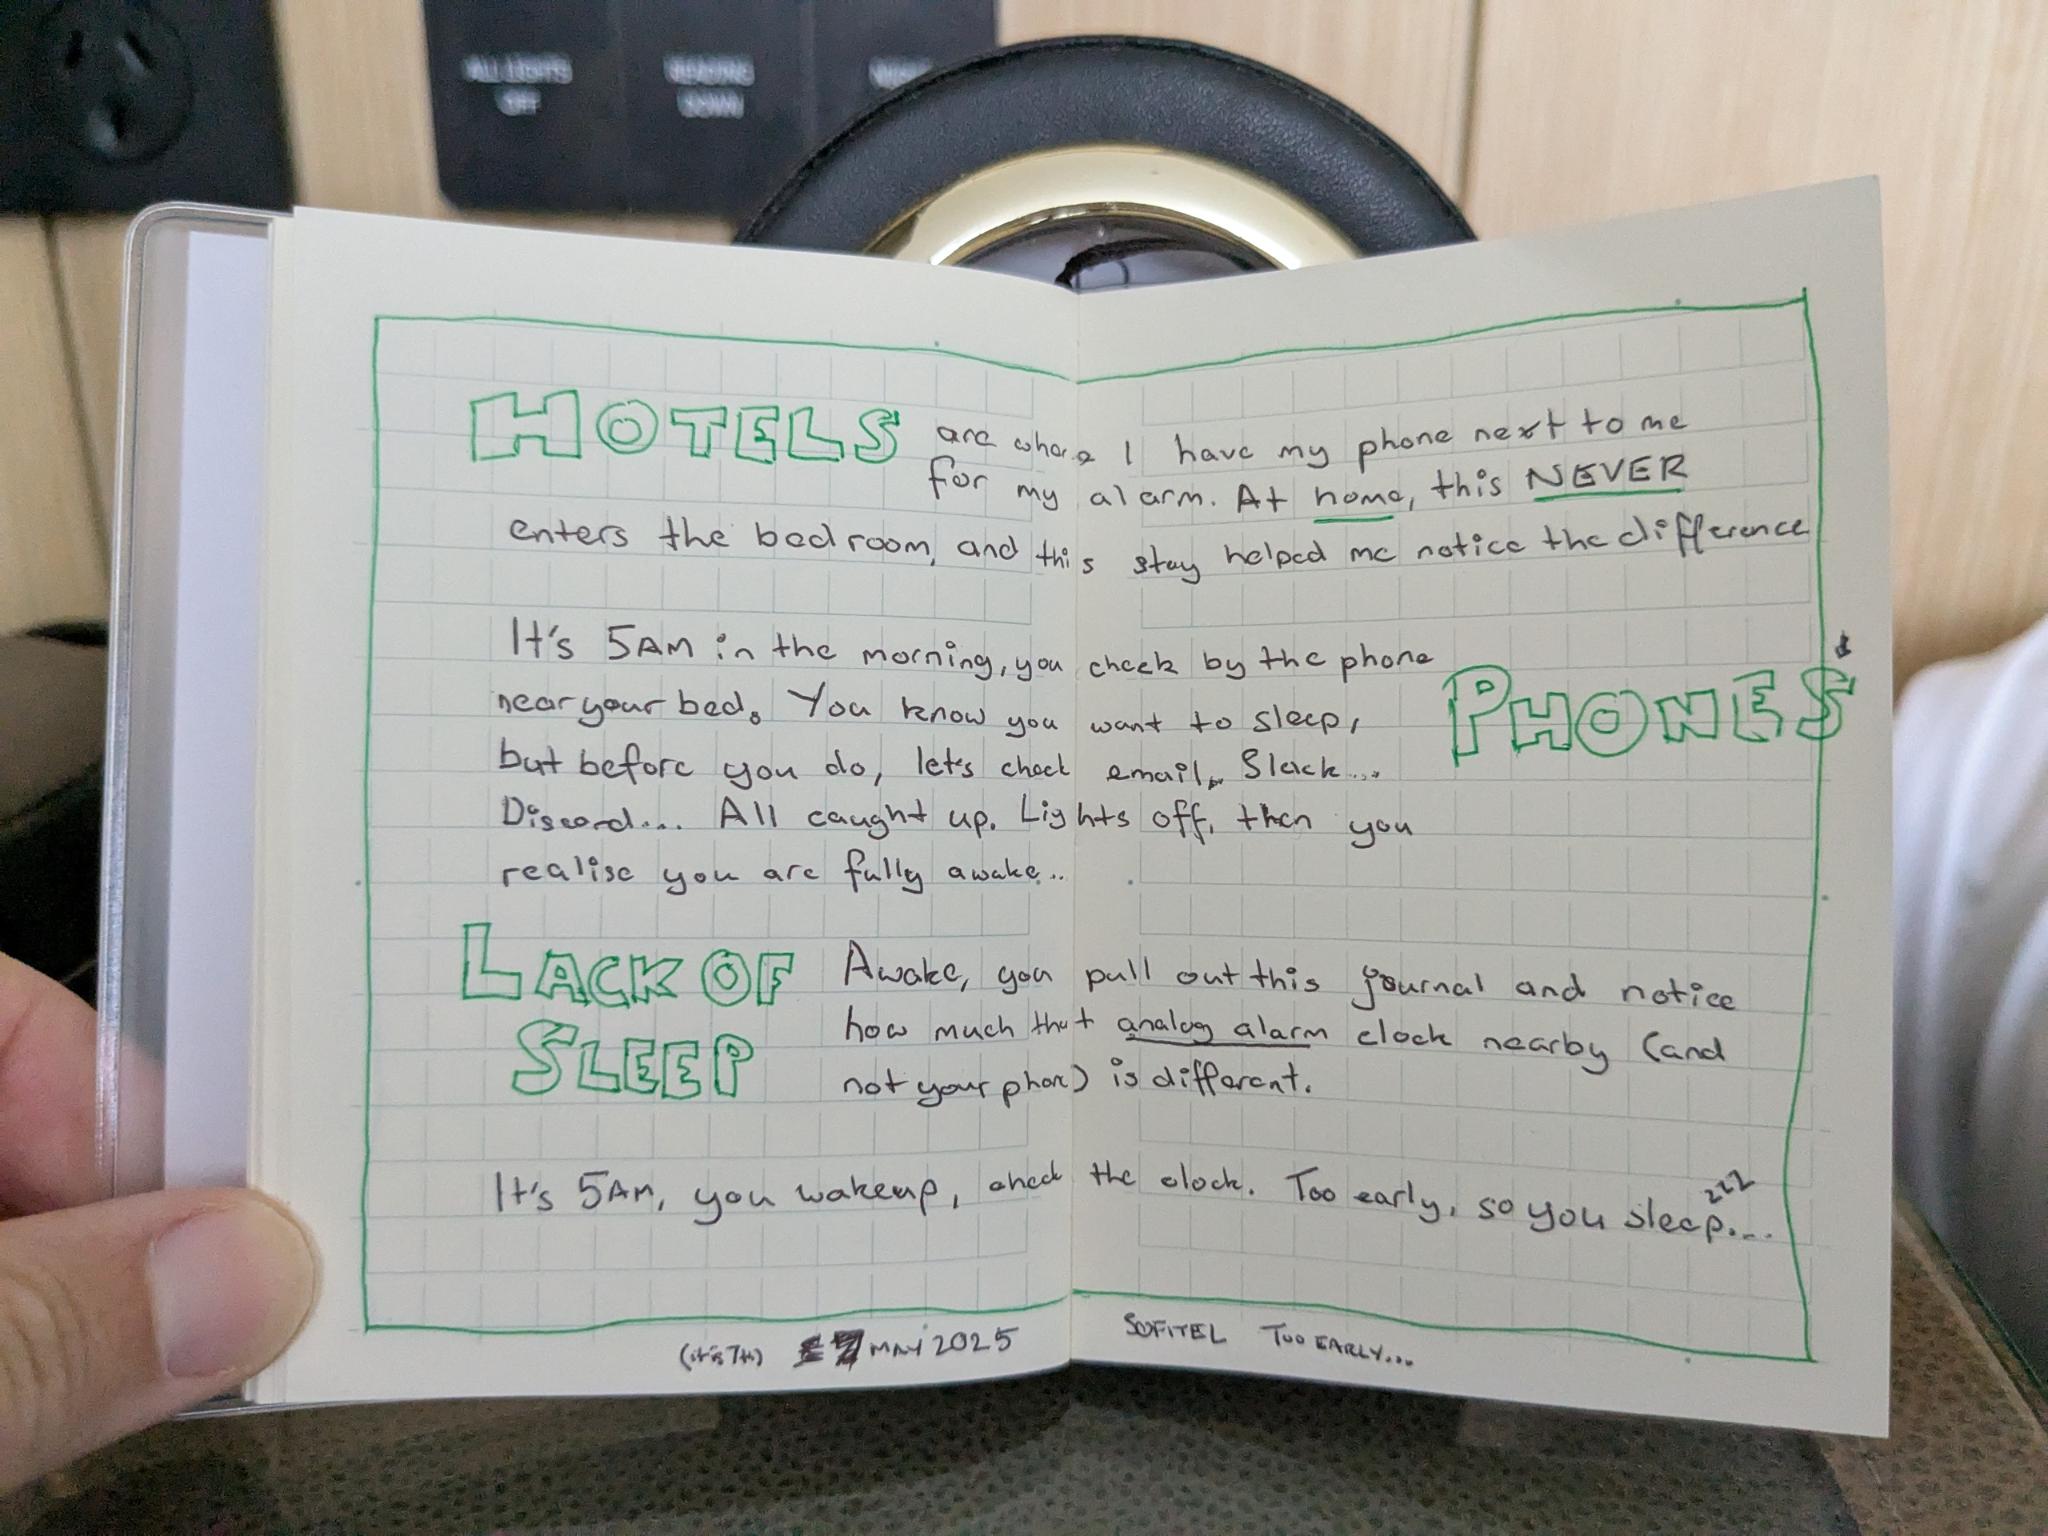 ALL LIGHTS
OFF
READING
DOWN
HOTELS are where I have my phone next to me
for my alarm. At home, this NEVER
enters the bedroom, and this stay helped me notice the difference
It's 5AM in the morning, you check by the phone
near your bed. You know you want to sleep,
PHONES
but before you do, let's check email, Slack...
Discord.... All caught up. Lights off, then you
realise you are fully awake...
LACK OF
SLEEP
Awake, you pull out this journal and notice
how much that analog alarm clock nearby (and
not your phone) is different.
It's 5AM, you wakeup, check the clock. Too early, so you sleep....
zzz
(it is 7th) 7 MAY 2025
SOFITEL TOO EARLY...